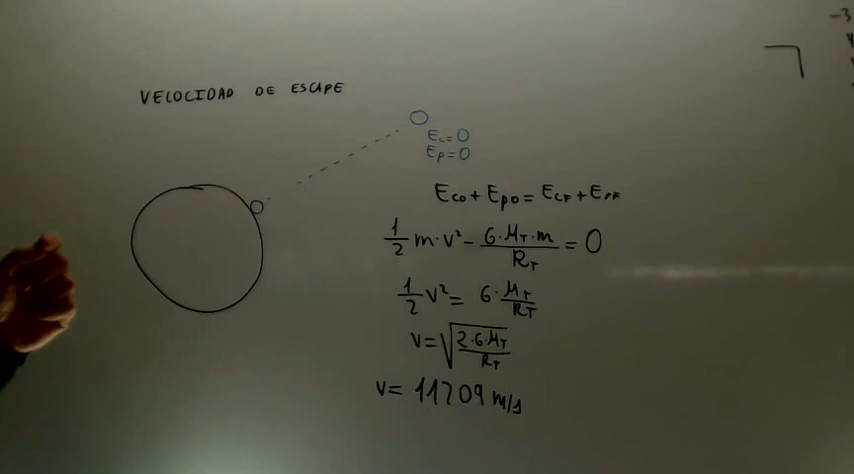 VELOCIDAD DE ESCAPE
Ec=0
Ep=0
Eco+Epo=ECF+EPF
1/2 m·v²-G·MT·m/RT=0
1/2 v²=G·MT/RT
v=√(2·G·MT/RT)
v=11209 m/s
-3